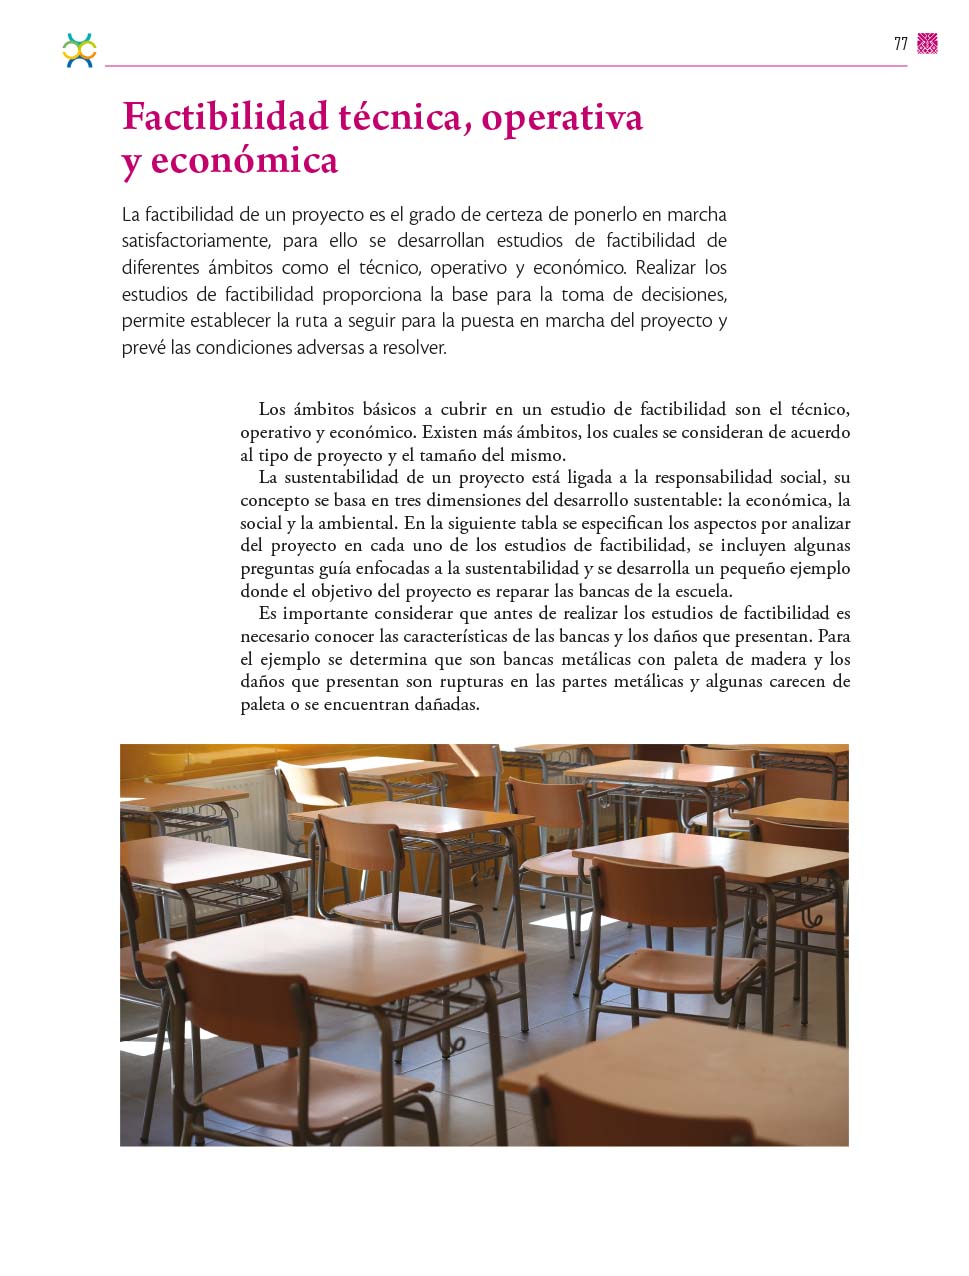 77
Factibilidad técnica, operativa
y económica
La factibilidad de un proyecto es el grado de certeza de ponerlo en marcha
satisfactoriamente, para ello se desarrollan estudios de factibilidad de
diferentes ámbitos como el técnico, operativo y económico. Realizar los
estudios de factibilidad proporciona la base para la toma de decisiones,
permite establecer la ruta a seguir para la puesta en marcha del proyecto y
prevé las condiciones adversas a resolver.
Los ámbitos básicos a cubrir en un estudio de factibilidad son el técnico,
operativo y económico. Existen más ámbitos, los cuales se consideran de acuerdo
al tipo de proyecto y el tamaño del mismo.
La sustentabilidad de un proyecto está ligada a la responsabilidad social, su
concepto se basa en tres dimensiones del desarrollo sustentable: la económica, la
social y la ambiental. En la siguiente tabla se especifican los aspectos por analizar
del proyecto en cada uno de los estudios de factibilidad, se incluyen algunas
preguntas guía enfocadas a la sustentabilidad y se desarrolla un pequeño ejemplo
donde el objetivo del proyecto es reparar las bancas de la escuela.
Es importante considerar que antes de realizar los estudios de factibilidad es
necesario conocer las características de las bancas y los daños que presentan. Para
el ejemplo se determina que son bancas metálicas con paleta de madera y los
daños que presentan son rupturas en las partes metálicas y algunas carecen de
paleta o se encuentran dañadas.